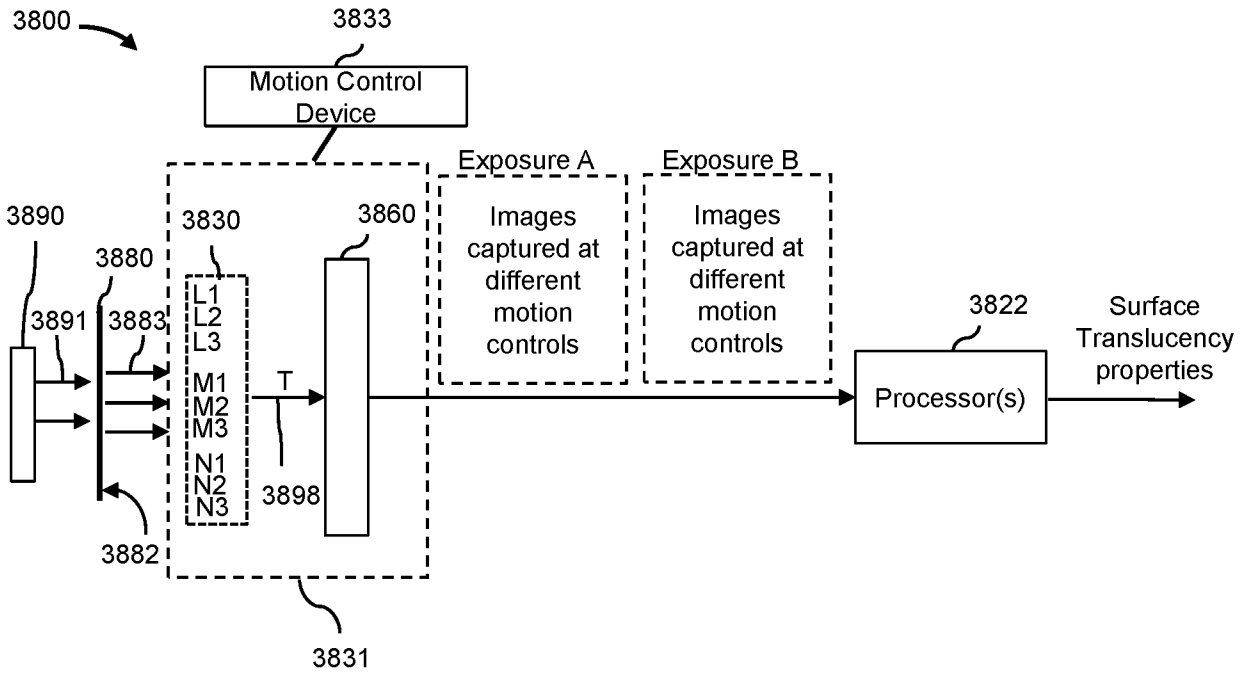 3800
3833
Motion Control
Device
Exposure A
Exposure B
3890
3830
3860
3880
Images
captured at
different
motion
controls
Images
captured at
different
motion
controls
3891
3883
L1
L2
L3
M1
M2
M3
N1
N2
N3
T
3898
3822
Processor(s)
Surface
Translucency
properties
3882
3831